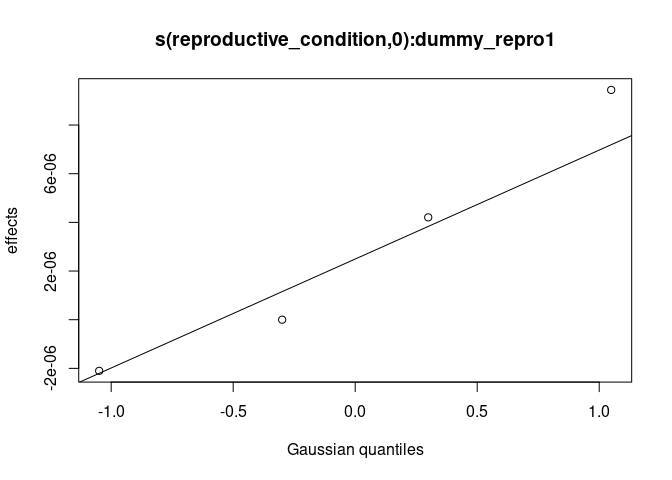 s(reproductive_condition,0):dummy_repro1
effects
-2e-06 2e-06 6e-06
-1.0 -0.5 0.0 0.5 1.0
Gaussian quantiles